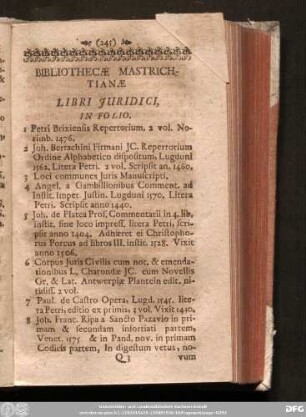 (245)
BIBLIOTHECÆ MASTRICH-
TIANÆ
LIBRI JURIDICI,
IN FOLIO.
1 Petri Brixiensis Repertorium, 2 vol. No-
rimb. 1476.
2 Joh. Bertachini Firmani JC. Repertorium
Ordine Alphabetico dispositum, Lugduni
1562, Litera Petri. 2 vol. Scripsit an. 1460.
3 Loci communes Juris Manuscripti,
4 Angel. a Gambillionibus Comment. ad
Instit. Imper. Justin. Lugduni 1570, Litera
Petri. Scripsit anno 1440.
5 Joh. de Platea Prof. Commentarii in 4. lib.
instit. sine loco impress. litera Petri, scri-
psit anno 1404. Adhæret ei Christopho-
rus Porcus ad libros III. instit. 1528. Vixit
anno 1506.
6 Corpus Juris Civilis cum not. & emenda-
tionibus L. Charondæ JC. cum Novellis
Gr. & Lat. Antwerpiæ Plantein edit. ni-
tidiss. 2 vol.
7 Paul. de Castro Opera, Lugd. 1545. lite-
ra Petri, editio ex primis, 3 vol. Vixit 1430.
8 Joh. Franc. Ripa a Sancto Pazavio in pri-
mam & secundam infortiati partem,
Venet. 1575. & in Pand. nov. in primam
Codicis partem, In digestum vetus, no-
Q 3 vum